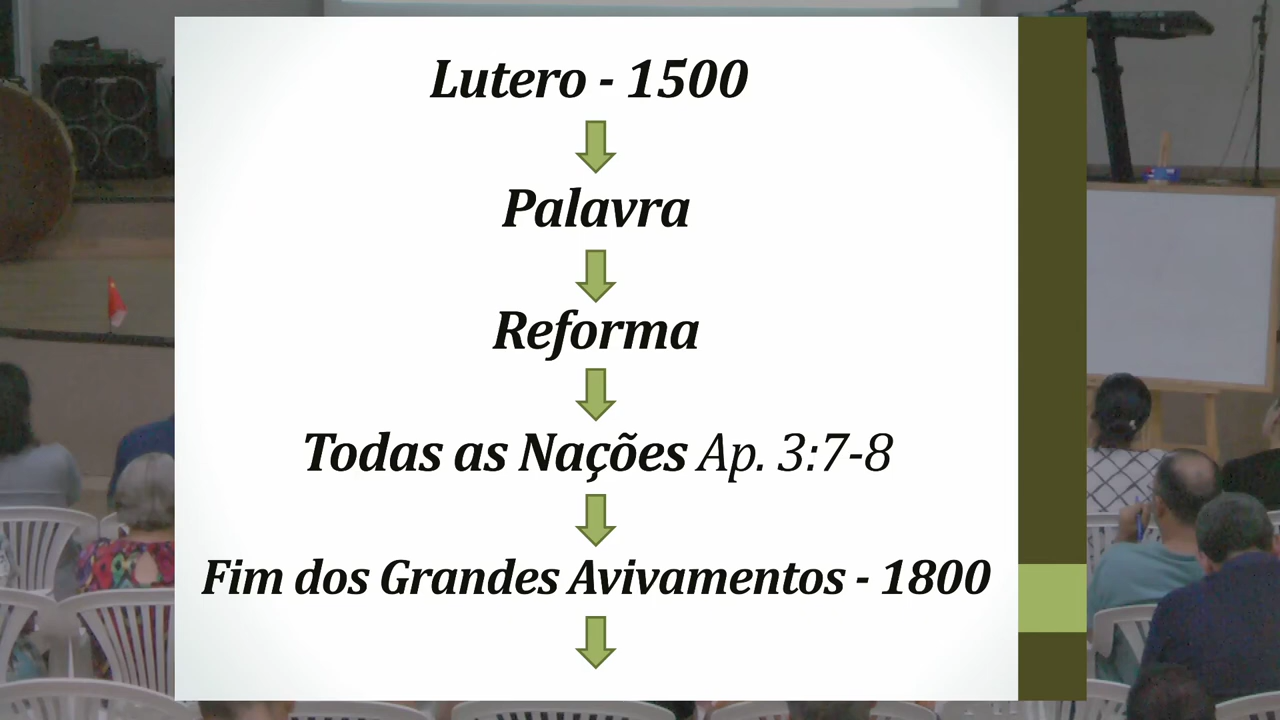 Lutero - 1500
Palavra
Reforma
Todas as Nações Ap. 3:7-8
Fim dos Grandes Avivamentos - 1800